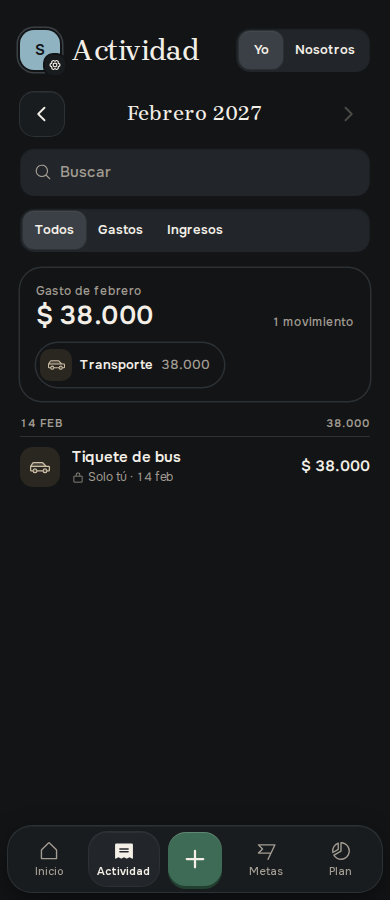 S
Actividad
Yo
Nosotros
Febrero 2027
Buscar
Todos
Gastos
Ingresos
Gasto de febrero
$ 38.000
1 movimiento
Transporte 38.000
14 FEB
38.000
Tiquete de bus
$ 38.000
Solo tú · 14 feb
Inicio
Actividad
Metas
Plan